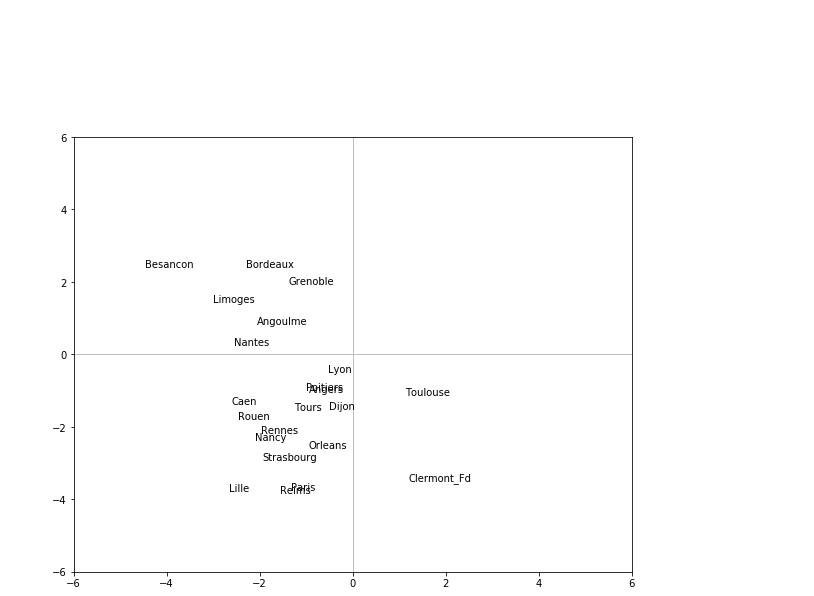 6
4
Besancon
Bordeaux
2
Grenoble
Limoges
Angoulme
Nantes
0
Lyon
Poitiers
Angers
Toulouse
Caen
Tours
Dijon
Rouen
−2
Rennes
Nancy
Orleans
Strasbourg
Clermont_Fd
Lille
Paris
Reims
−4
−6
−6 −4 −2 0 2 4 6